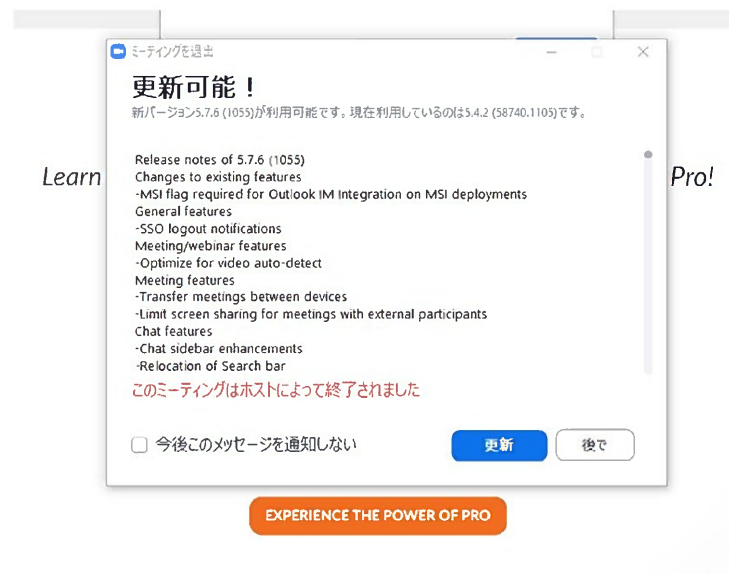 ミーティングを退出
更新可能！
新バージョン5.7.6 (1055)が利用可能です。現在利用しているのは5.4.2 (58740.1105)です。
Release notes of 5.7.6 (1055)
Changes to existing features
-MSI flag required for Outlook IM Integration on MSI deployments
General features
-SSO logout notifications
Meeting/webinar features
-Optimize for video auto-detect
Meeting features
-Transfer meetings between devices
-Limit screen sharing for meetings with external participants
Chat features
-Chat sidebar enhancements
-Relocation of Search bar
このミーティングはホストによって終了されました
今後このメッセージを通知しない
更新
後で
Learn
Pro!
EXPERIENCE THE POWER OF PRO